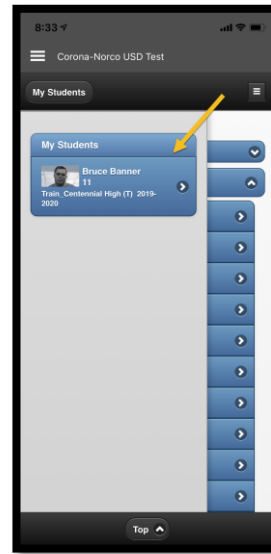 8:33
Corona-Norco USD Test
My Students
My Students
Bruce Banner
11
Train_Centennial High (T) 2019-
2020
Top